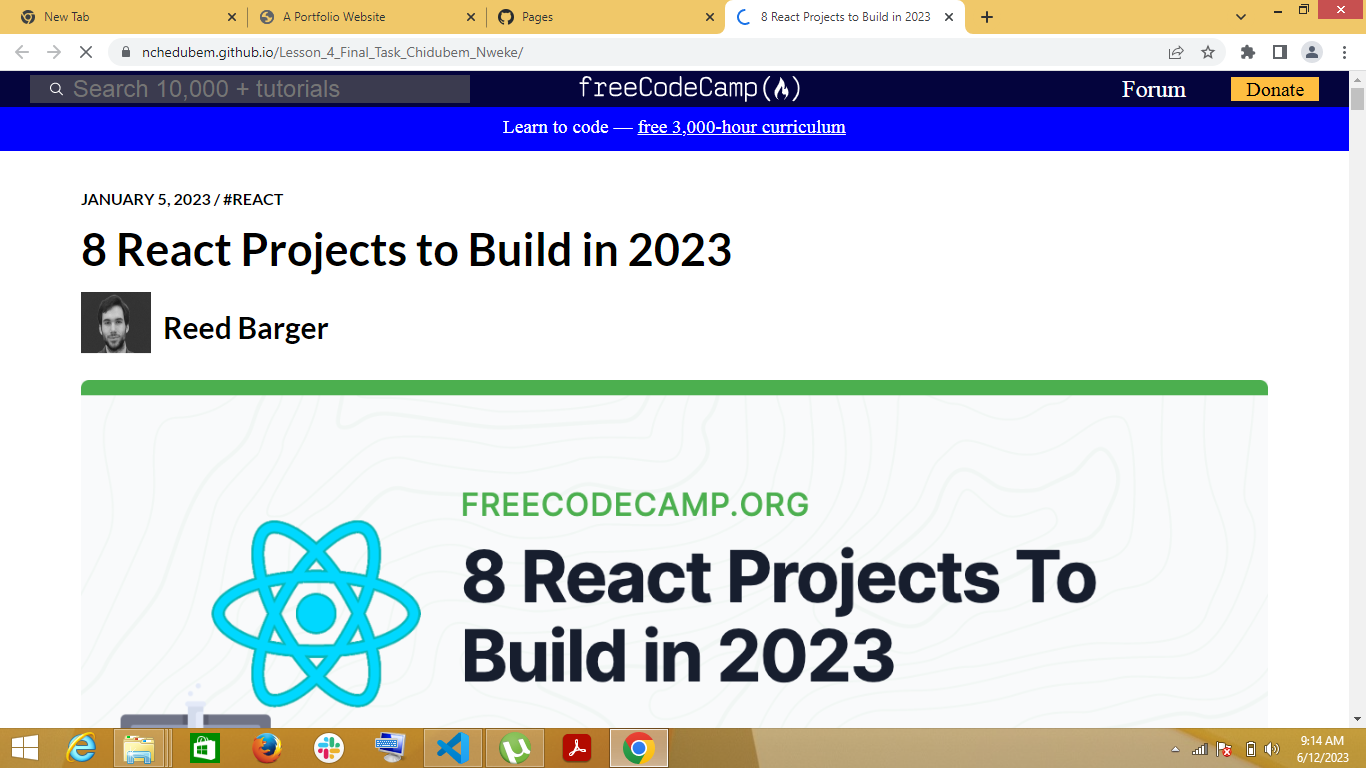 New Tab
A Portfolio Website
Pages
8 React Projects to Build in 2023
nchedubem.github.io/Lesson_4_Final_Task_Chidubem_Nweke/
Search 10,000 + tutorials
freeCodeCamp(🔥)
Forum
Donate
Learn to code — free 3,000-hour curriculum
JANUARY 5, 2023 / #REACT
8 React Projects to Build in 2023
Reed Barger
FREECODECAMP.ORG
8 React Projects To
Build in 2023
9:14 AM
6/12/2023